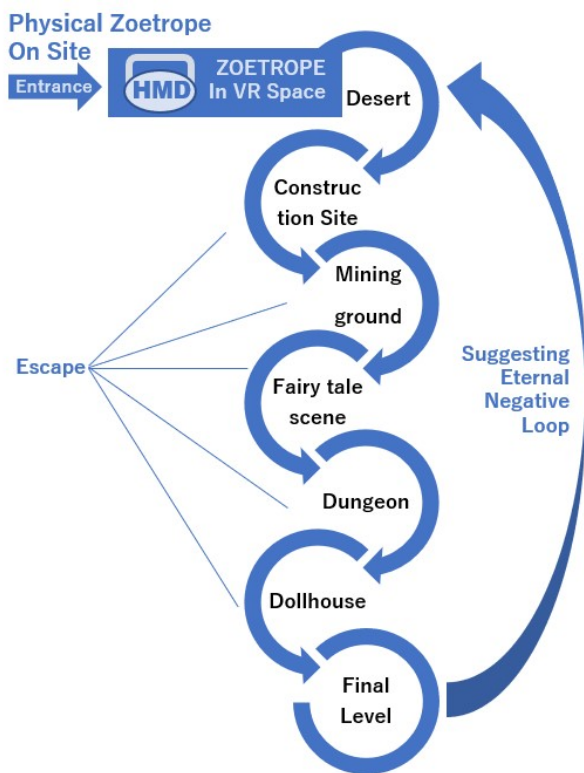 Physical Zoetrope
On Site
Entrance
HMD
ZOETROPE
In VR Space
Desert
Construc
tion Site
Mining
ground
Escape
Fairy tale
scene
Suggesting
Eternal
Negative
Loop
Dungeon
Dollhouse
Final
Level